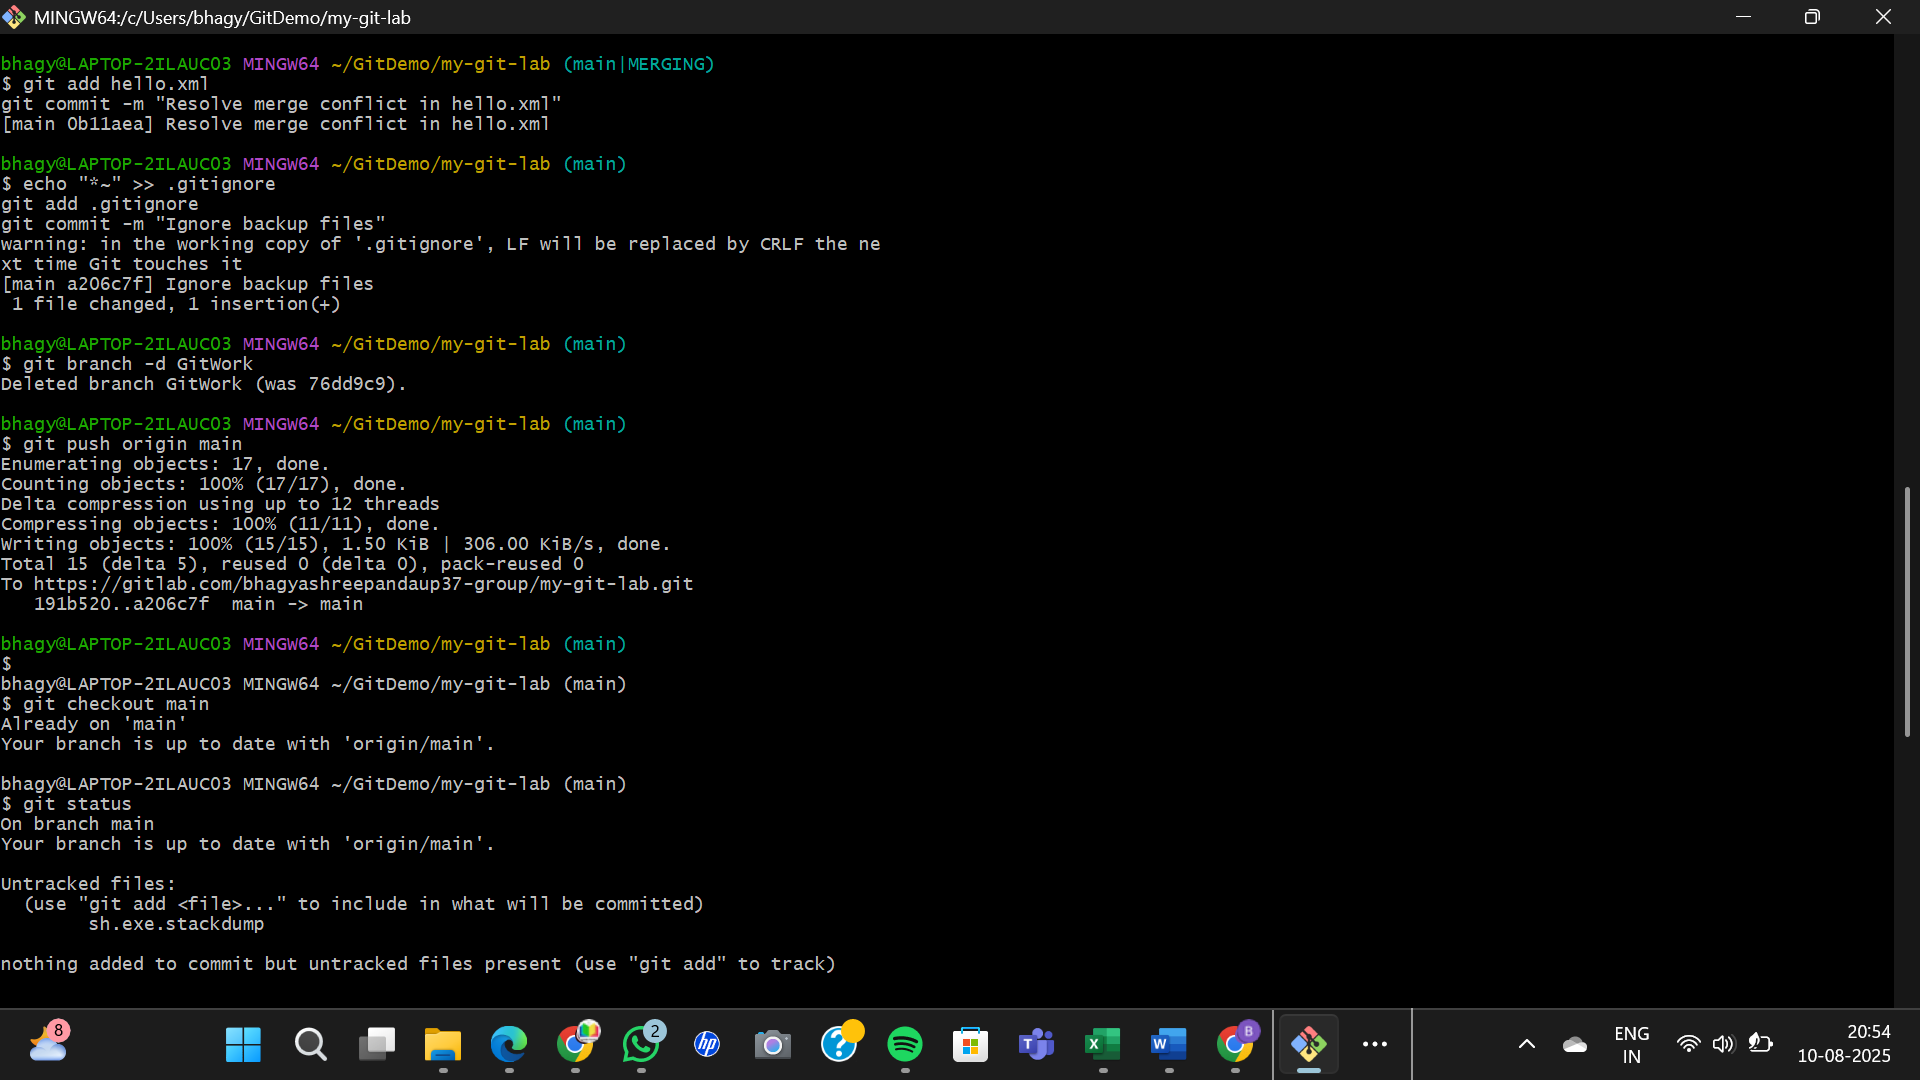 MINGW64:/c/Users/bhagy/GitDemo/my-git-lab
bhagy@LAPTOP-2ILAUC03 MINGW64 ~/GitDemo/my-git-lab (main|MERGING)
$ git add hello.xml
git commit -m "Resolve merge conflict in hello.xml"
[main 0b11aea] Resolve merge conflict in hello.xml
bhagy@LAPTOP-2ILAUC03 MINGW64 ~/GitDemo/my-git-lab (main)
$ echo "*~" >> .gitignore
git add .gitignore
git commit -m "Ignore backup files"
warning: in the working copy of '.gitignore', LF will be replaced by CRLF the ne
xt time Git touches it
[main a206c7f] Ignore backup files
1 file changed, 1 insertion(+)
bhagy@LAPTOP-2ILAUC03 MINGW64 ~/GitDemo/my-git-lab (main)
$ git branch -d GitWork
Deleted branch GitWork (was 76dd9c9).
bhagy@LAPTOP-2ILAUC03 MINGW64 ~/GitDemo/my-git-lab (main)
$ git push origin main
Enumerating objects: 17, done.
Counting objects: 100% (17/17), done.
Delta compression using up to 12 threads
Compressing objects: 100% (11/11), done.
Writing objects: 100% (15/15), 1.50 KiB | 306.00 KiB/s, done.
Total 15 (delta 5), reused 0 (delta 0), pack-reused 0
To https://gitlab.com/bhagyashreepandaup37-group/my-git-lab.git
191b520..a206c7f  main -> main
bhagy@LAPTOP-2ILAUC03 MINGW64 ~/GitDemo/my-git-lab (main)
$
bhagy@LAPTOP-2ILAUC03 MINGW64 ~/GitDemo/my-git-lab (main)
$ git checkout main
Already on 'main'
Your branch is up to date with 'origin/main'.
bhagy@LAPTOP-2ILAUC03 MINGW64 ~/GitDemo/my-git-lab (main)
$ git status
On branch main
Your branch is up to date with 'origin/main'.
Untracked files:
(use "git add <file>..." to include in what will be committed)
sh.exe.stackdump
nothing added to commit but untracked files present (use "git add" to track)
8
2
hp
?
T
X
W
B
ENG
IN
20:54
10-08-2025